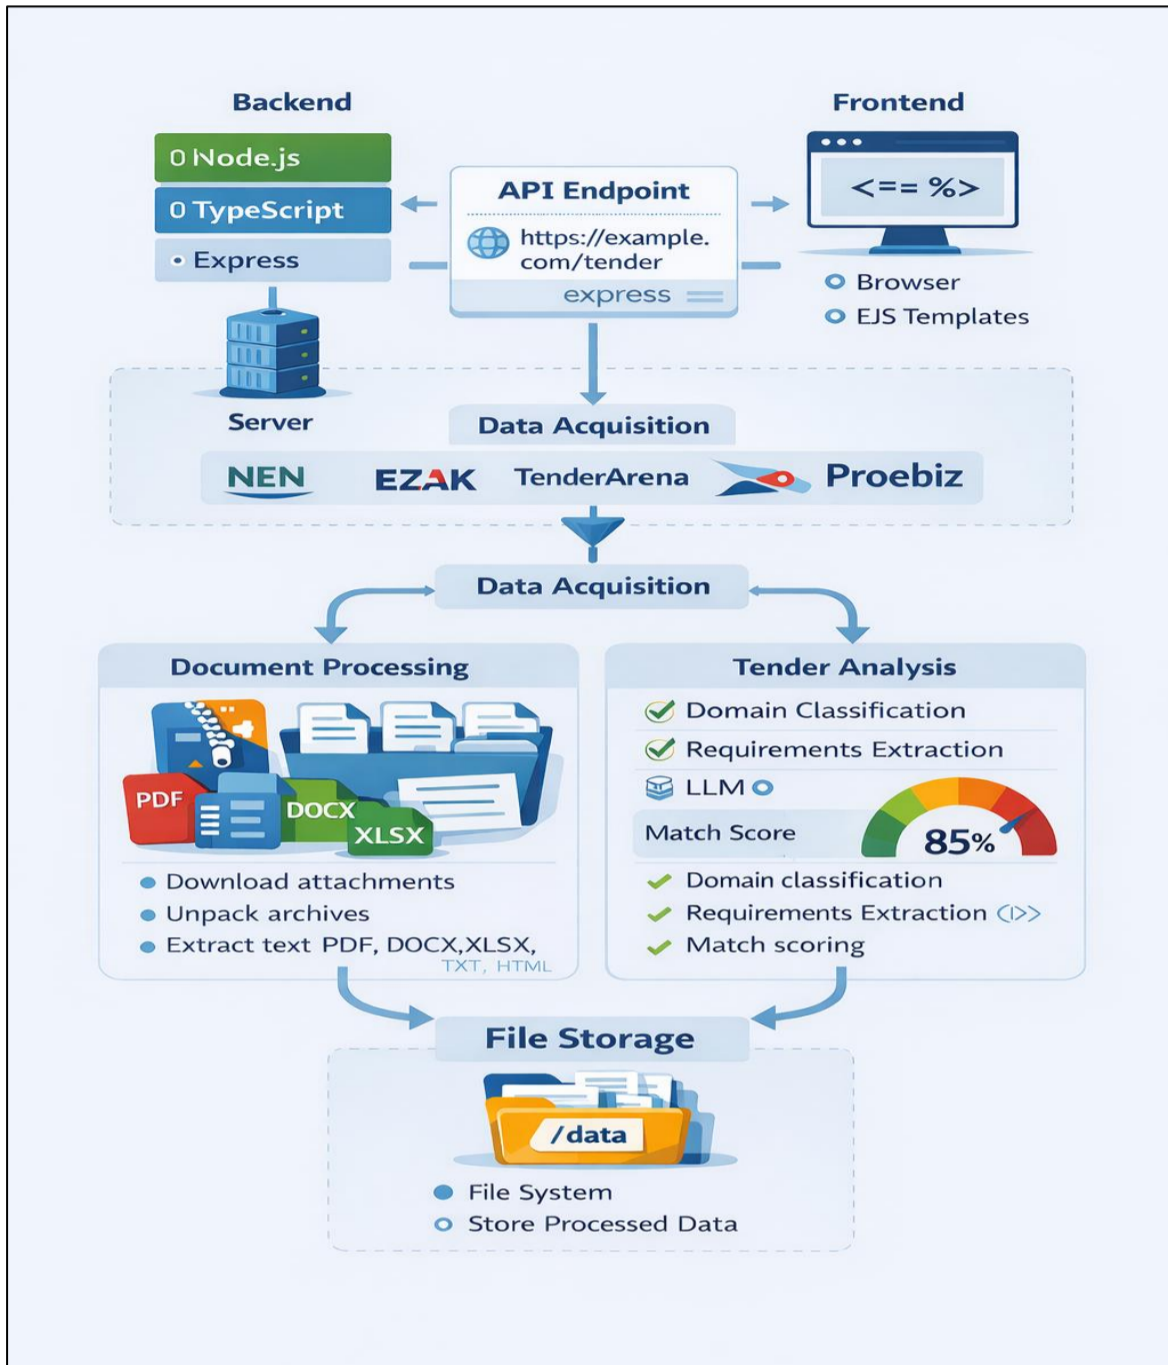 Backend
Node.js
TypeScript
Express
Server
API Endpoint
https://example.
com/tender
express
Frontend
<== %>
Browser
EJS Templates
Data Acquisition
NEN
EZAK
TenderArena
Proebiz
Data Acquisition
Document Processing
PDF
DOCX
XLSX
Download attachments
Unpack archives
Extract text PDF, DOCX,XLSX,
TXT, HTML
Tender Analysis
Domain Classification
Requirements Extraction
LLM
Match Score
85%
Domain classification
Requirements Extraction
Match scoring
File Storage
/data
File System
Store Processed Data